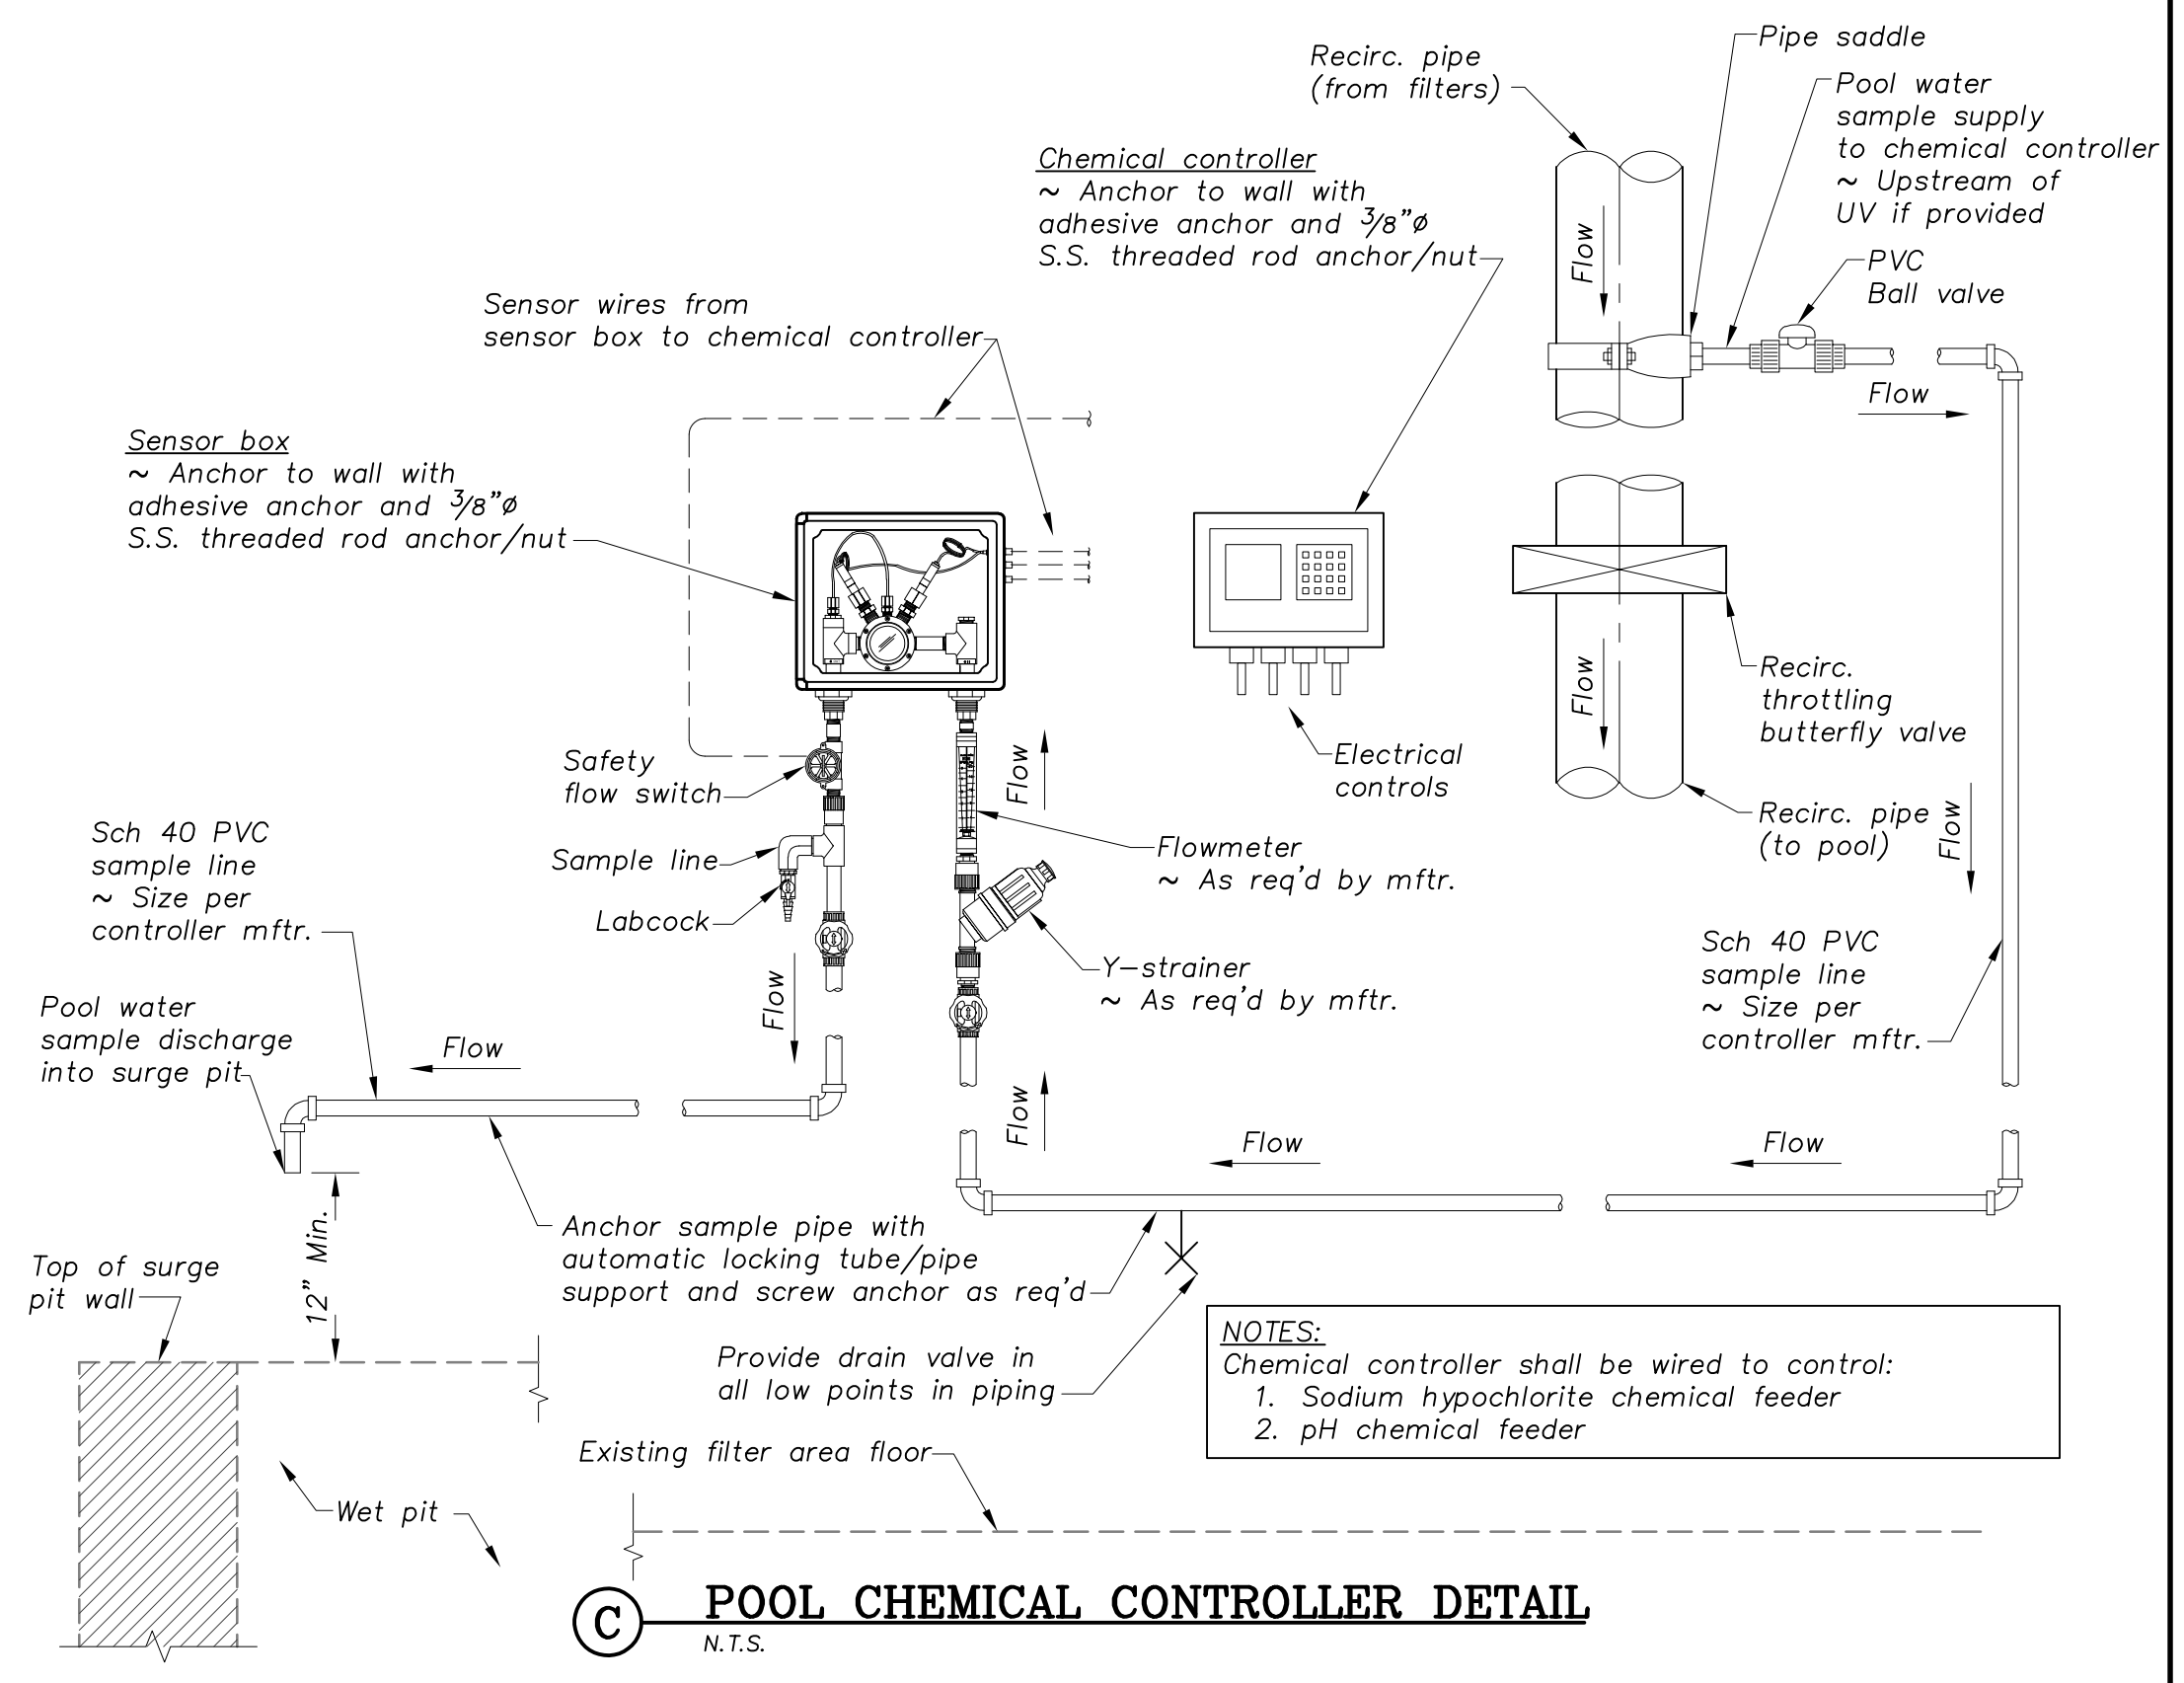 Recirc. pipe
(from filters)
Pipe saddle
Pool water
sample supply
to chemical controller
~ Upstream of
UV if provided
Chemical controller
~ Anchor to wall with
adhesive anchor and 3/8"ø
S.S. threaded rod anchor/nut
Flow
PVC
Ball valve
Sensor wires from
sensor box to chemical controller
Flow
Sensor box
~ Anchor to wall with
adhesive anchor and 3/8"ø
S.S. threaded rod anchor/nut
Flow
Recirc.
throttling
butterfly valve
Safety
flow switch
Flow
Electrical
controls
Recirc. pipe
(to pool)
Flow
Sch 40 PVC
sample line
~ Size per
controller mftr.
Sample line
Labcock
Flowmeter
~ As req'd by mftr.
Y-strainer
~ As req'd by mftr.
Sch 40 PVC
sample line
~ Size per
controller mftr.
Pool water
sample discharge
into surge pit
Flow
Flow
Flow
Flow
Flow
12" Min.
Anchor sample pipe with
automatic locking tube/pipe
support and screw anchor as req'd
Top of surge
pit wall
Provide drain valve in
all low points in piping
NOTES:
Chemical controller shall be wired to control:
1. Sodium hypochlorite chemical feeder
2. pH chemical feeder
Existing filter area floor
Wet pit
C
POOL CHEMICAL CONTROLLER DETAIL
N.T.S.